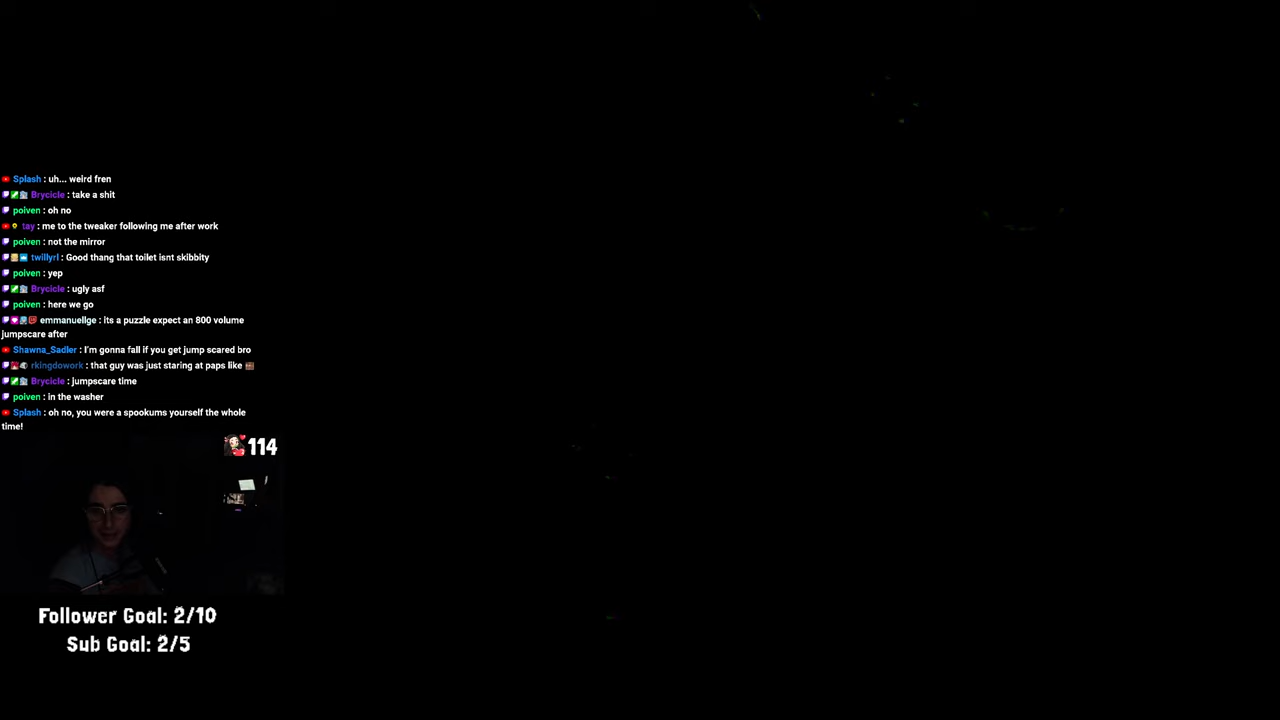 Splash : uh... weird fren
Brycicle : take a shit
poiven : oh no
tay : me to the tweaker following me after work
poiven : not the mirror
twillyrl : Good thang that toilet isnt skibbity
poiven : yep
Brycicle : ugly asf
poiven : here we go
emmanuellge : its a puzzle expect an 800 volume
jumpscare after
Shawna_Sadler : I'm gonna fall if you get jump scared bro
rkingdowork : that guy was just staring at paps like
Brycicle : jumpscare time
poiven : in the washer
Splash : oh no, you were a spookums yourself the whole
time!
114
Follower Goal: 2/10
Sub Goal: 2/5